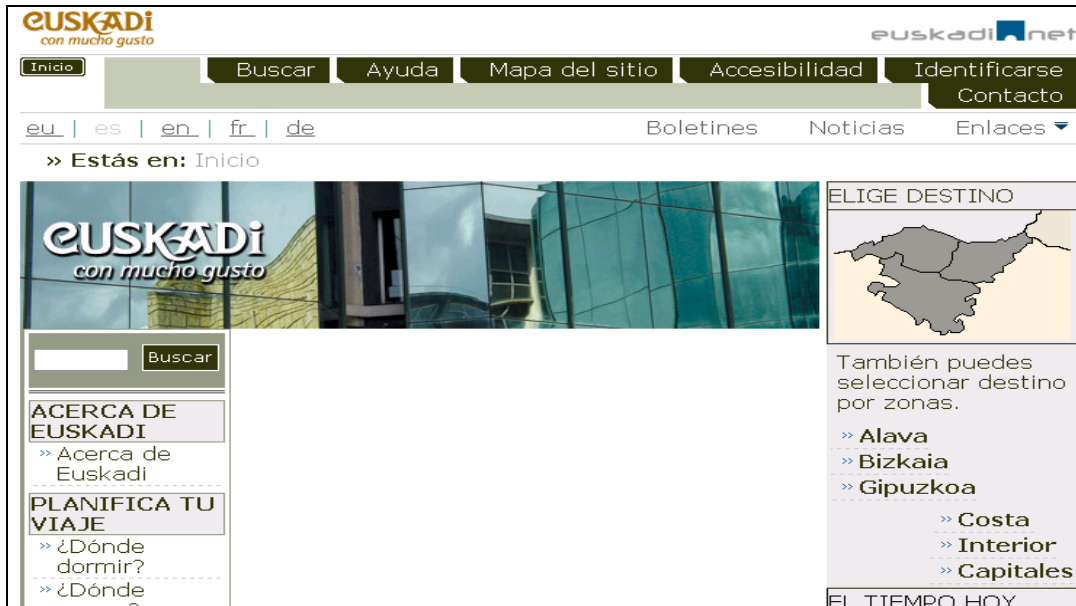 euskadi
con mucho gusto
euskadi net
Inicio
Buscar
Ayuda
Mapa del sitio
Accesibilidad
Identificarse
Contacto
eu | es | en | fr | de
Boletines
Noticias
Enlaces
» Estás en: Inicio
euskadi
con mucho gusto
Buscar
ACERCA DE
EUSKADI
» Acerca de
Euskadi
PLANIFICA TU
VIAJE
» ¿Dónde
dormir?
» ¿Dónde
ELIGE DESTINO
También puedes
seleccionar destino
por zonas.
» Alava
» Bizkaia
» Gipuzkoa
» Costa
» Interior
» Capitales
EL TIEMPO HOY